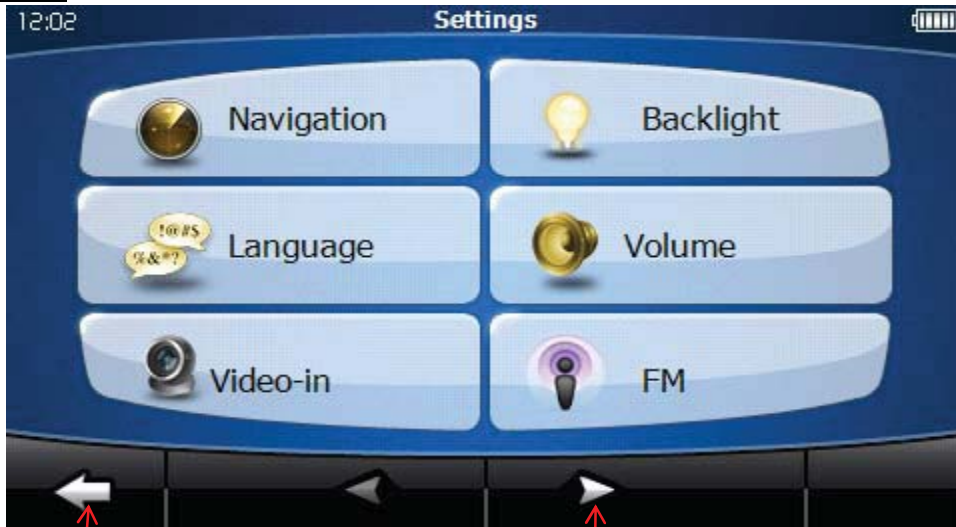 12:02 Settings
Navigation Backlight
!@#$
%&*?
Language Volume
Video-in FM